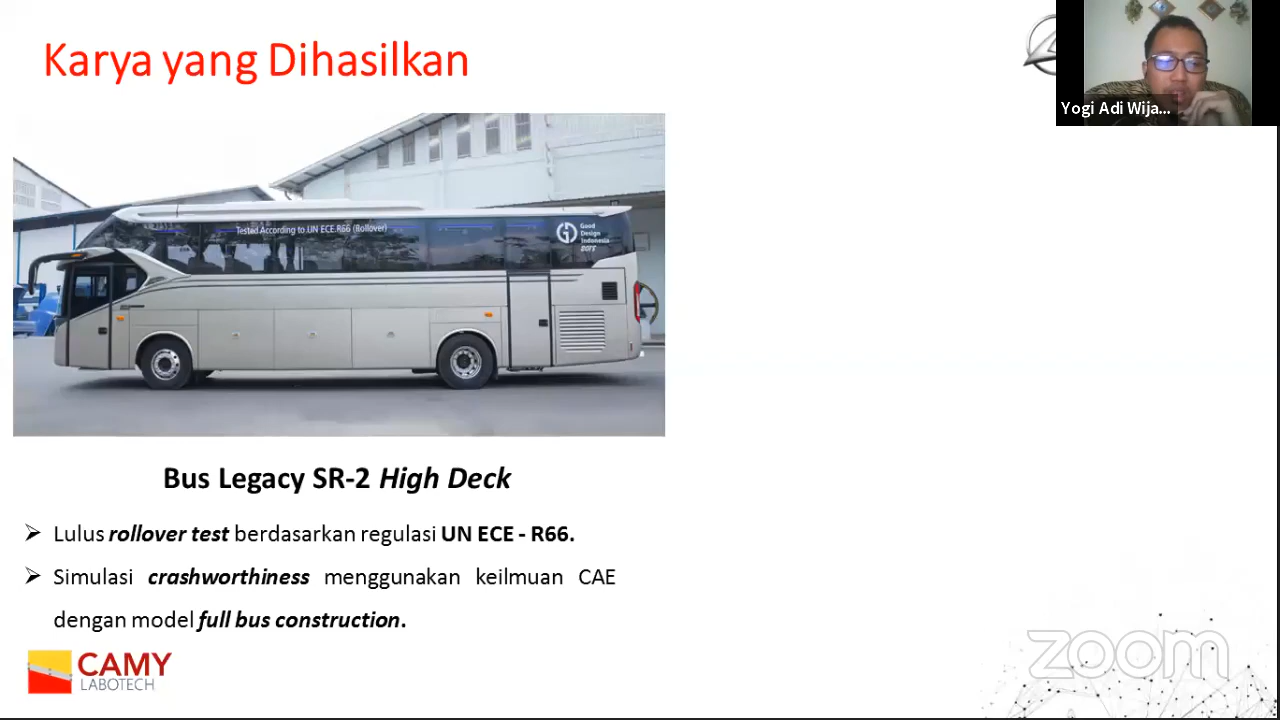 Karya yang Dihasilkan
Yogi Adi Wija...
Tested According to UN ECE.R66 (Rollover)
Good
Design
Indonesia
Bus Legacy SR-2 High Deck
➢ Lulus rollover test berdasarkan regulasi UN ECE - R66.
➢ Simulasi crashworthiness menggunakan keilmuan CAE
dengan model full bus construction.
CAMY
LABOTECH
zoom